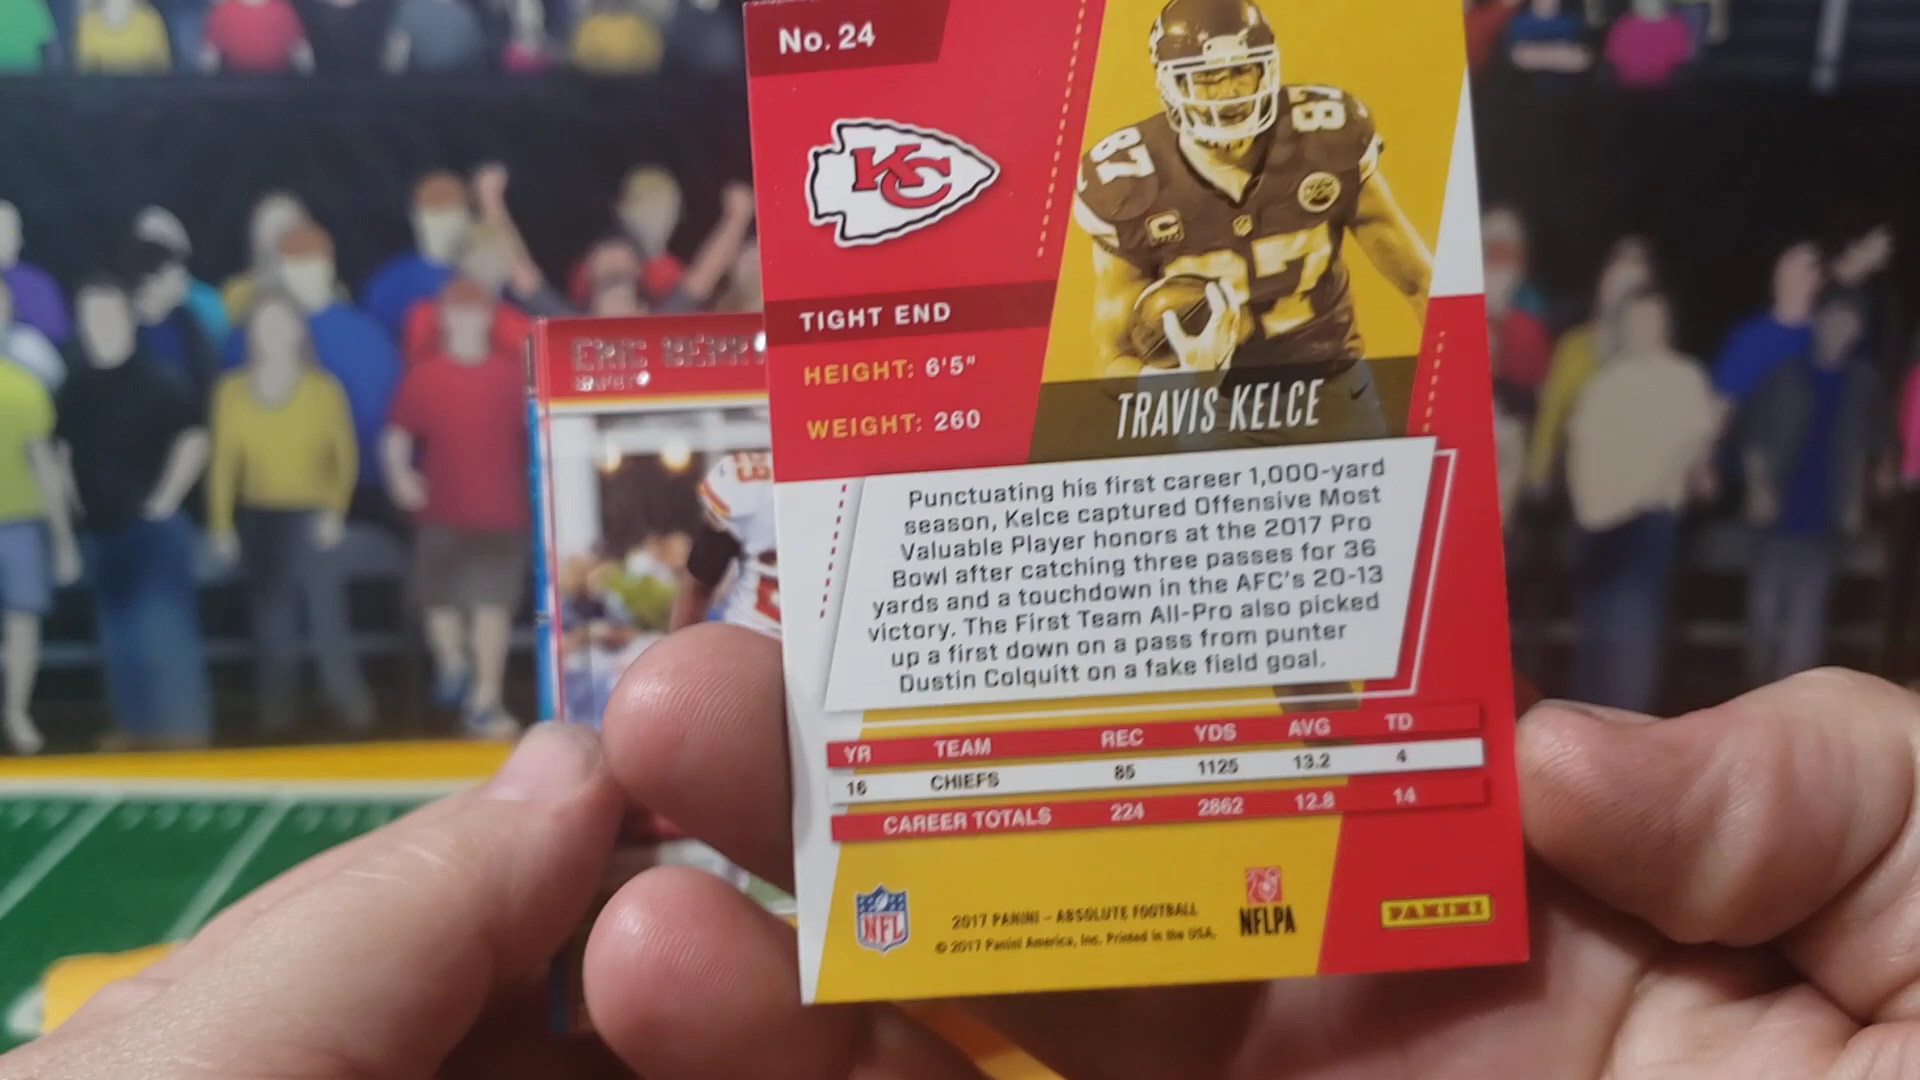 No. 24
KC
87
87
KC
C
87
TIGHT END
HEIGHT: 6'5"
WEIGHT: 260
TRAVIS KELCE
Punctuating his first career 1,000-yard
season, Kelce captured Offensive Most
Valuable Player honors at the 2017 Pro
Bowl after catching three passes for 36
yards and a touchdown in the AFC's 20-13
victory. The First Team All-Pro also picked
up a first down on a pass from punter
Dustin Colquitt on a fake field goal.
YR TEAM REC YDS AVG TD
16 CHIEFS 85 1125 13.2 4
CAREER TOTALS 224 2862 12.8 14
NFL
2017 PANINI – ABSOLUTE FOOTBALL
© 2017 Panini America, Inc. Printed in the USA.
NFLPA
PANINI
ERIC BERRY